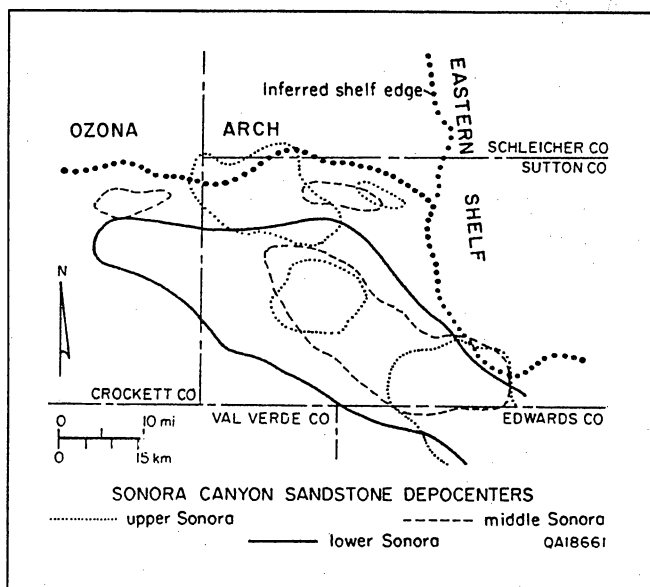 EASTERN
Inferred shelf edge
OZONA ARCH
SCHLEICHER CO
SUTTON CO
SHELF
N
CROCKETT CO
VAL VERDE CO
EDWARDS CO
0 10 mi
0 15 km
SONORA CANYON SANDSTONE DEPOCENTERS
upper Sonora
middle Sonora
lower Sonora
QA18661